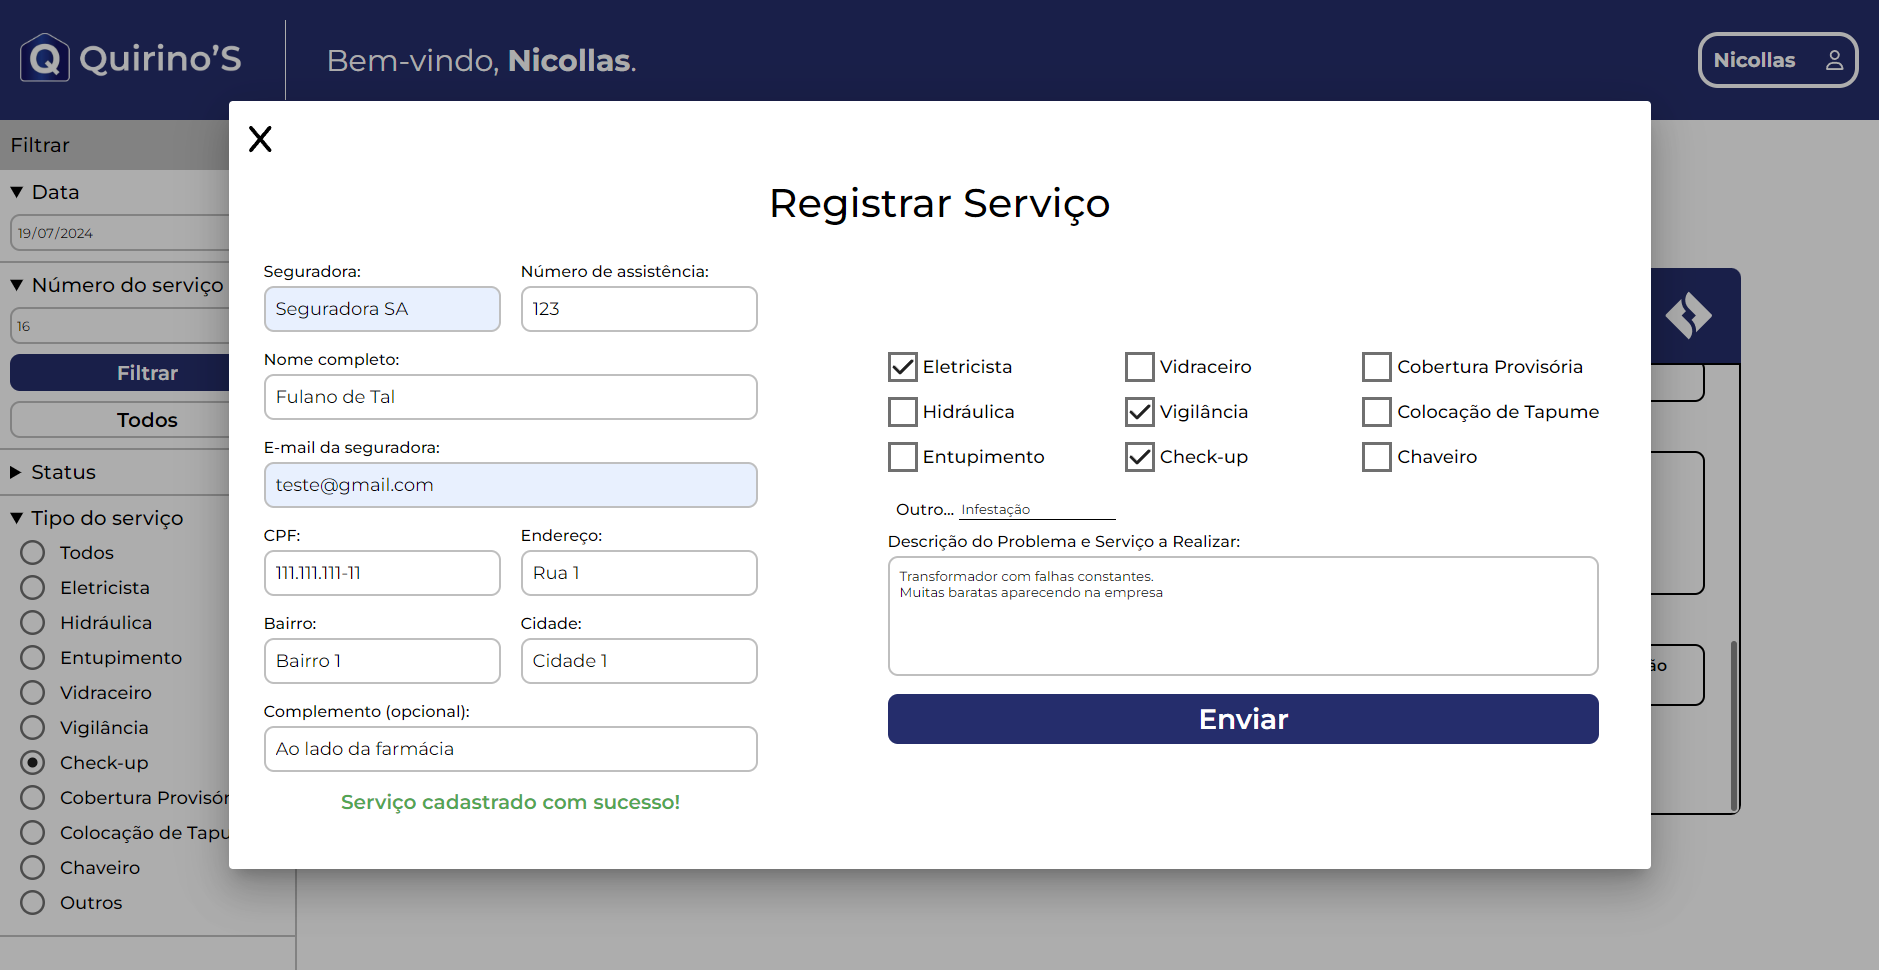 Quirino'S
Bem-vindo, Nicollas.
Nicollas
Filtrar
Data
19/07/2024
Número do serviço
16
Filtrar
Todos
Status
Tipo do serviço
Todos
Eletricista
Hidráulica
Entupimento
Vidraceiro
Vigilância
Check-up
Cobertura Provisór
Colocação de Tapu
Chaveiro
Outros
X
Registrar Serviço
Seguradora: Número de assistência:
Seguradora SA 123
Nome completo:
Fulano de Tal
E-mail da seguradora:
teste@gmail.com
CPF: Endereço:
111.111.111-11 Rua 1
Bairro: Cidade:
Bairro 1 Cidade 1
Complemento (opcional):
Ao lado da farmácia
Serviço cadastrado com sucesso!
Eletricista Vidraceiro Cobertura Provisória
Hidráulica Vigilância Colocação de Tapume
Entupimento Check-up Chaveiro
Outro... Infestação
Descrição do Problema e Serviço a Realizar:
Transformador com falhas constantes.
Muitas baratas aparecendo na empresa
Enviar
ão